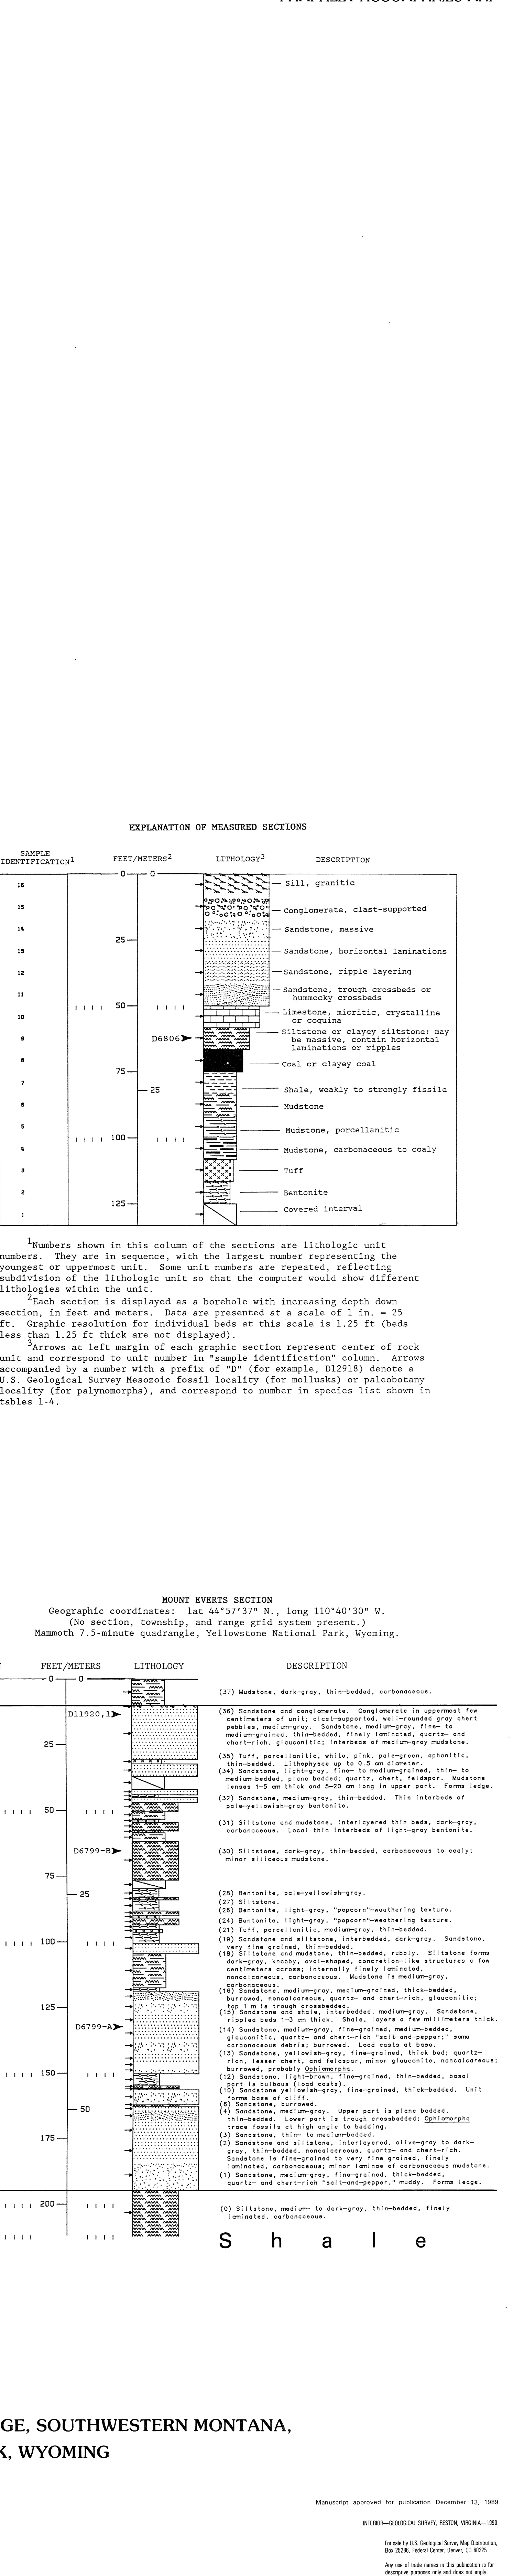 EXPLANATION OF MEASURED SECTIONS
SAMPLE
IDENTIFICATION1 FEET/METERS2 LITHOLOGY3 DESCRIPTION
0 0
16 Sill, granitic
15 Conglomerate, clast-supported
14 Sandstone, massive
25
13 Sandstone, horizontal laminations
12 Sandstone, ripple layering
11 Sandstone, trough crossbeds or
hummocky crossbeds
50
10 Limestone, micritic, crystalline
or coquina
9 D6806 Siltstone or clayey siltstone; may
be massive, contain horizontal
laminations or ripples
8 Coal or clayey coal
75
7 25 Shale, weakly to strongly fissile
6 Mudstone
5 Mudstone, porcellanitic
100
4 Mudstone, carbonaceous to coaly
3 Tuff
2 Bentonite
125
1 Covered interval
1Numbers shown in this column of the sections are lithologic unit
numbers. They are in sequence, with the largest number representing the
youngest or uppermost unit. Some unit numbers are repeated, reflecting
subdivision of the lithologic unit so that the computer would show different
lithologies within the unit.
2Each section is displayed as a borehole with increasing depth down
section, in feet and meters. Data are presented at a scale of 1 in. = 25
ft. Graphic resolution for individual beds at this scale is 1.25 ft (beds
less than 1.25 ft thick are not displayed).
3Arrows at left margin of each graphic section represent center of rock
unit and correspond to unit number in "sample identification" column. Arrows
accompanied by a number with a prefix of "D" (for example, D12918) denote a
U.S. Geological Survey Mesozoic fossil locality (for mollusks) or paleobotany
locality (for palynomorphs), and correspond to number in species list shown in
tables 1-4.
MOUNT EVERTS SECTION
Geographic coordinates: lat 44°57'37" N., long 110°40'30" W.
(No section, township, and range grid system present.)
Mammoth 7.5-minute quadrangle, Yellowstone National Park, Wyoming.
FEET/METERS LITHOLOGY DESCRIPTION
0 0
(37) Mudstone, dark-gray, thin-bedded, carbonaceous.
D11920,1
(36) Sandstone and conglomerate. Conglomerate in uppermost few
centimeters of unit; clast-supported, well-rounded gray chert
pebbles, medium-gray. Sandstone, medium-gray, fine- to
medium-grained, thin-bedded, finely laminated, quartz- and
chert-rich, glauconitic; interbeds of medium-gray mudstone.
25
(35) Tuff, porcellanitic, white, pink, pale-green, aphanitic,
thin-bedded. Lithophysae up to 0.5 cm diameter.
(34) Sandstone, light-gray, fine- to medium-grained, thin- to
medium-bedded, plane bedded; quartz, chert, feldspar. Mudstone
lenses 1-5 cm thick and 5-20 cm long in upper part. Forms ledge.
(32) Sandstone, medium-gray, thin-bedded. Thin interbeds of
pale-yellowish-gray bentonite.
50
(31) Siltstone and mudstone, interlayered thin beds, dark-gray,
carbonaceous. Local thin interbeds of light-gray bentonite.
D6799-B
(30) Siltstone, dark-gray, thin-bedded, carbonaceous to coaly;
minor siliceous mudstone.
75
25
(28) Bentonite, pale-yellowish-gray.
(27) Siltstone.
(26) Bentonite, light-gray, "popcorn"-weathering texture.
(24) Bentonite, light-gray, "popcorn"-weathering texture.
(21) Tuff, porcellanitic, medium-gray, thin-bedded.
100
(19) Sandstone and siltstone, interbedded, dark-gray. Sandstone,
very fine grained, thin-bedded.
(18) Siltstone and mudstone, thin-bedded, rubbly. Siltstone forms
dark-gray, knobby, oval-shaped, concretion-like structures a few
centimeters across; internally finely laminated,
noncalcareous, carbonaceous. Mudstone is medium-gray,
carbonaceous.
(16) Sandstone, medium-gray, medium-grained, thick-bedded,
burrowed, noncalcareous, quartz- and chert-rich, glauconitic;
top 1 m is trough crossbedded.
125
(15) Sandstone and shale, interbedded, medium-gray. Sandstone,
rippled beds 1-3 cm thick. Shale, layers a few millimeters thick.
D6799-A
(14) Sandstone, medium-gray, fine-grained, medium-bedded,
glauconitic, quartz- and chert-rich "salt-and-pepper;" some
carbonaceous debris; burrowed. Load casts at base.
(13) Sandstone, yellowish-gray, fine-grained, thick bed; quartz-
rich, lesser chert, and feldspar, minor glauconite, noncalcareous;
burrowed, probably Ophiomorpha.
150
(12) Sandstone, light-brown, fine-grained, thin-bedded, basal
part is bulbous (load casts).
(10) Sandstone yellowish-gray, fine-grained, thick-bedded. Unit
forms base of cliff.
(6) Sandstone, burrowed.
50
(4) Sandstone, medium-gray. Upper part is plane bedded,
thin-bedded. Lower part is trough crossbedded; Ophiomorpha
trace fossils at high angle to bedding.
(3) Sandstone, thin- to medium-bedded.
175
(2) Sandstone and siltstone, interlayered, olive-gray to dark-
gray, thin-bedded, noncalcareous, quartz- and chert-rich.
Sandstone is fine-grained to very fine grained, finely
laminated, carbonaceous; minor laminae of carbonaceous mudstone.
(1) Sandstone, medium-gray, fine-grained, thick-bedded,
quartz- and chert-rich "salt-and-pepper," muddy. Forms ledge.
200
(0) Siltstone, medium- to dark-gray, thin-bedded, finely
laminated, carbonaceous.
S h a l e
GE, SOUTHWESTERN MONTANA,
K, WYOMING
Manuscript approved for publication December 13, 1989
INTERIOR—GEOLOGICAL SURVEY, RESTON, VIRGINIA—1990
For sale by U.S. Geological Survey Map Distribution,
Box 25286, Federal Center, Denver, CO 80225
Any use of trade names in this publication is for
descriptive purposes only and does not imply